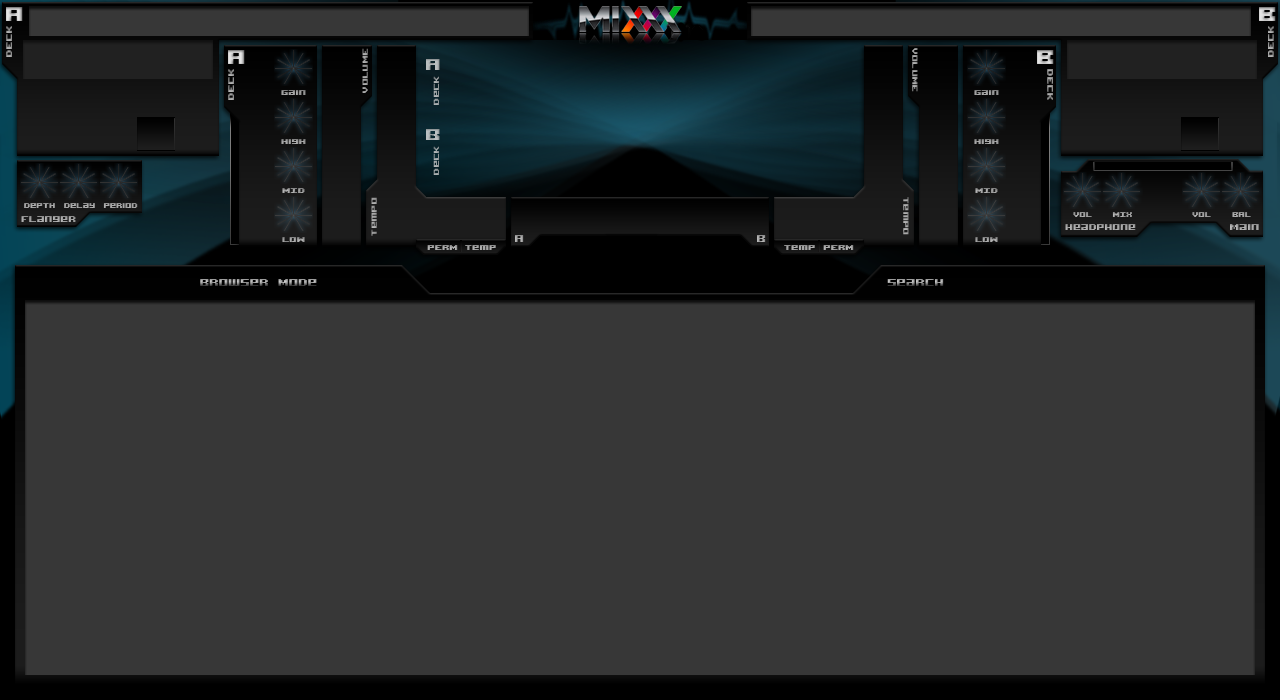 A
DECK
MIXXX
B
DECK
A
DECK
GAIN
HIGH
MID
LOW
VOLUME
TEMPO
A
DECK
B
DECK
VOLUME
TEMPO
B
DECK
GAIN
HIGH
MID
LOW
DEPTH DELAY PERIOD
FLANGER
VOL MIX VOL BAL
HEADPHONE MAIN
PERM TEMP
A
B
TEMP PERM
BROWSER MODE
SEARCH